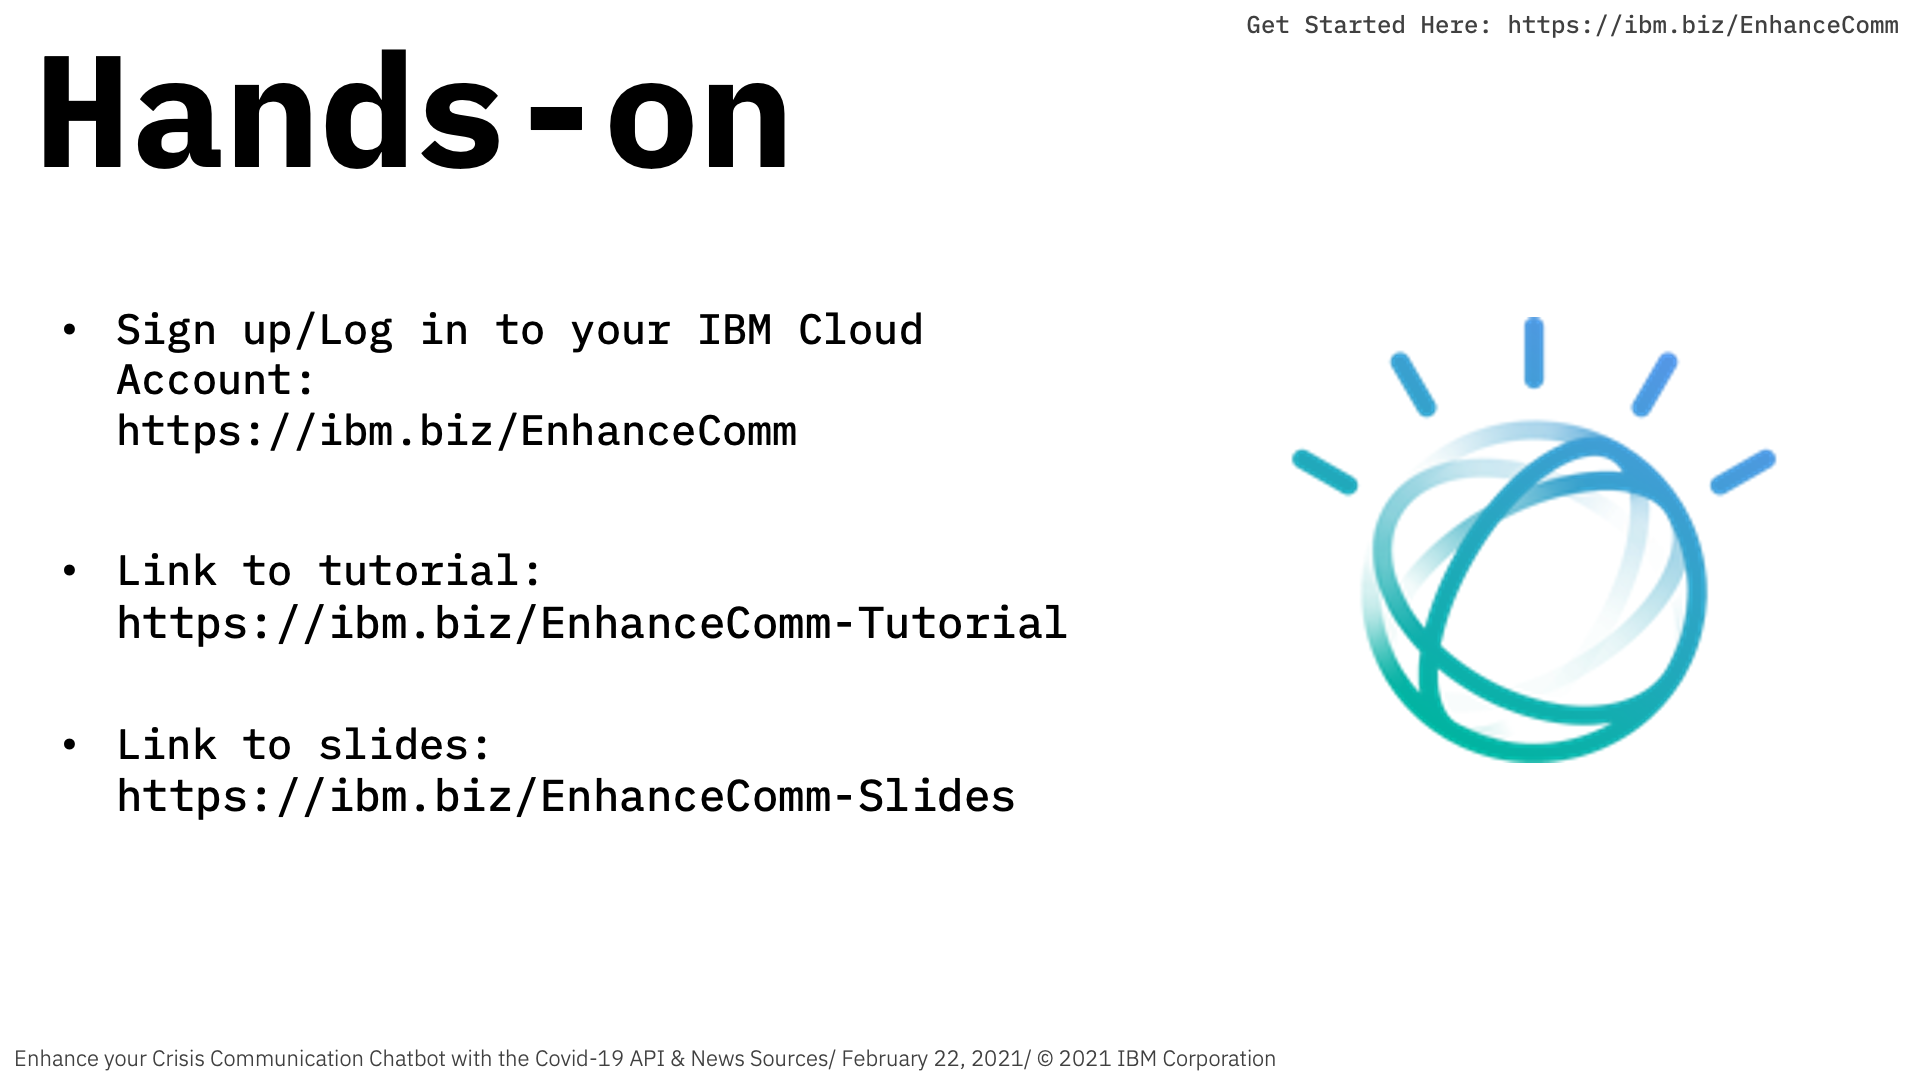 Get Started Here: https://ibm.biz/EnhanceComm
Hands-on
• Sign up/Log in to your IBM Cloud
Account:
https://ibm.biz/EnhanceComm
• Link to tutorial:
https://ibm.biz/EnhanceComm-Tutorial
• Link to slides:
https://ibm.biz/EnhanceComm-Slides
Enhance your Crisis Communication Chatbot with the Covid-19 API & News Sources/ February 22, 2021/ © 2021 IBM Corporation